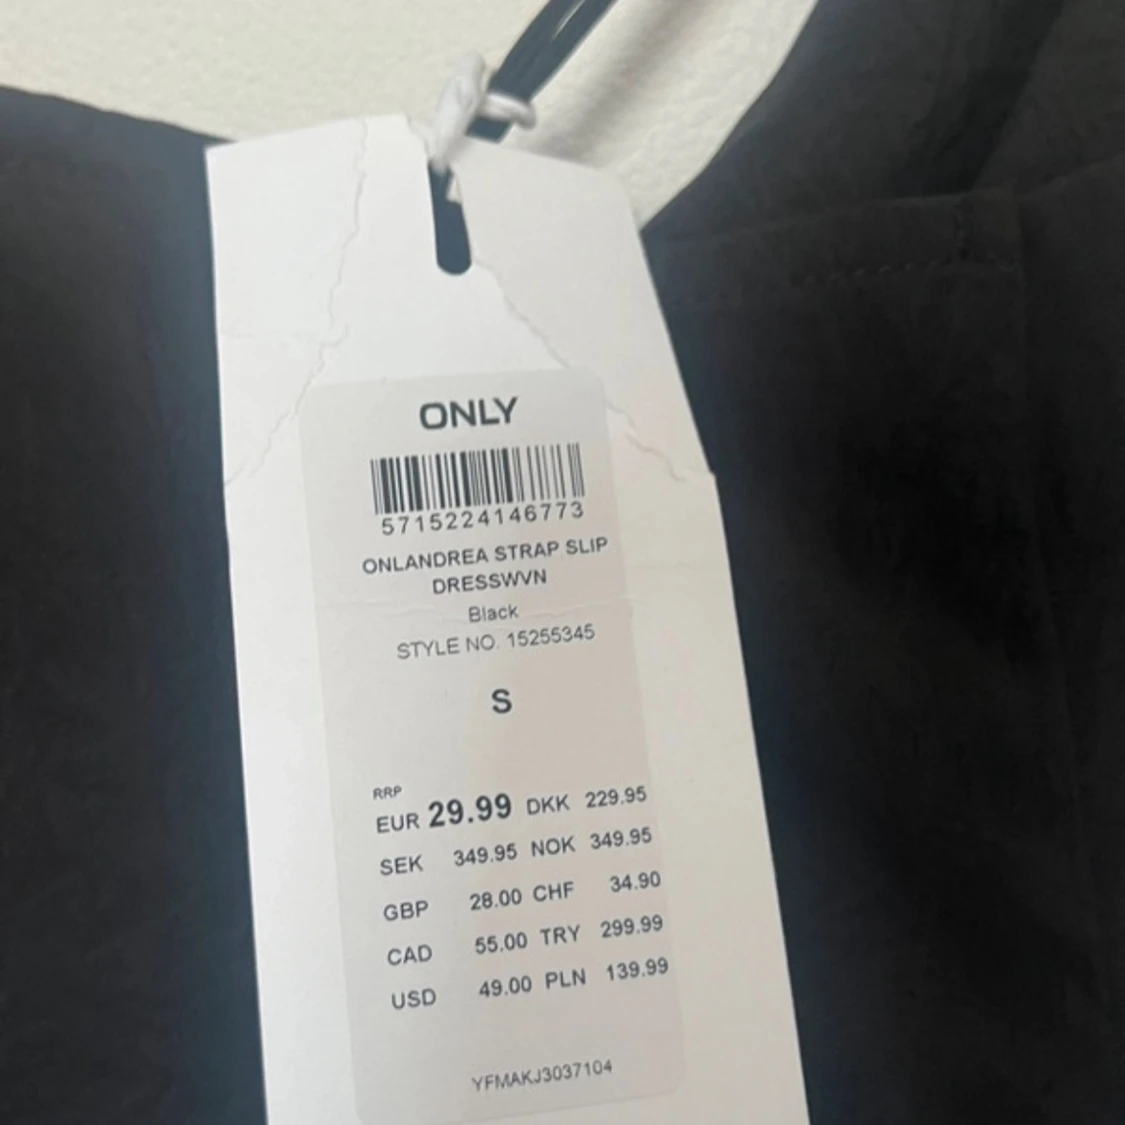 ONLY
5715224146773
ONLANDREA STRAP SLIP
DRESSWVN
Black
STYLE NO. 15255345
S
RRP
EUR 29.99 DKK 229.95
SEK 349.95 NOK 349.95
GBP 28.00 CHF 34.90
CAD 55.00 TRY 299.99
USD 49.00 PLN 139.99
YFMAKJ3037104